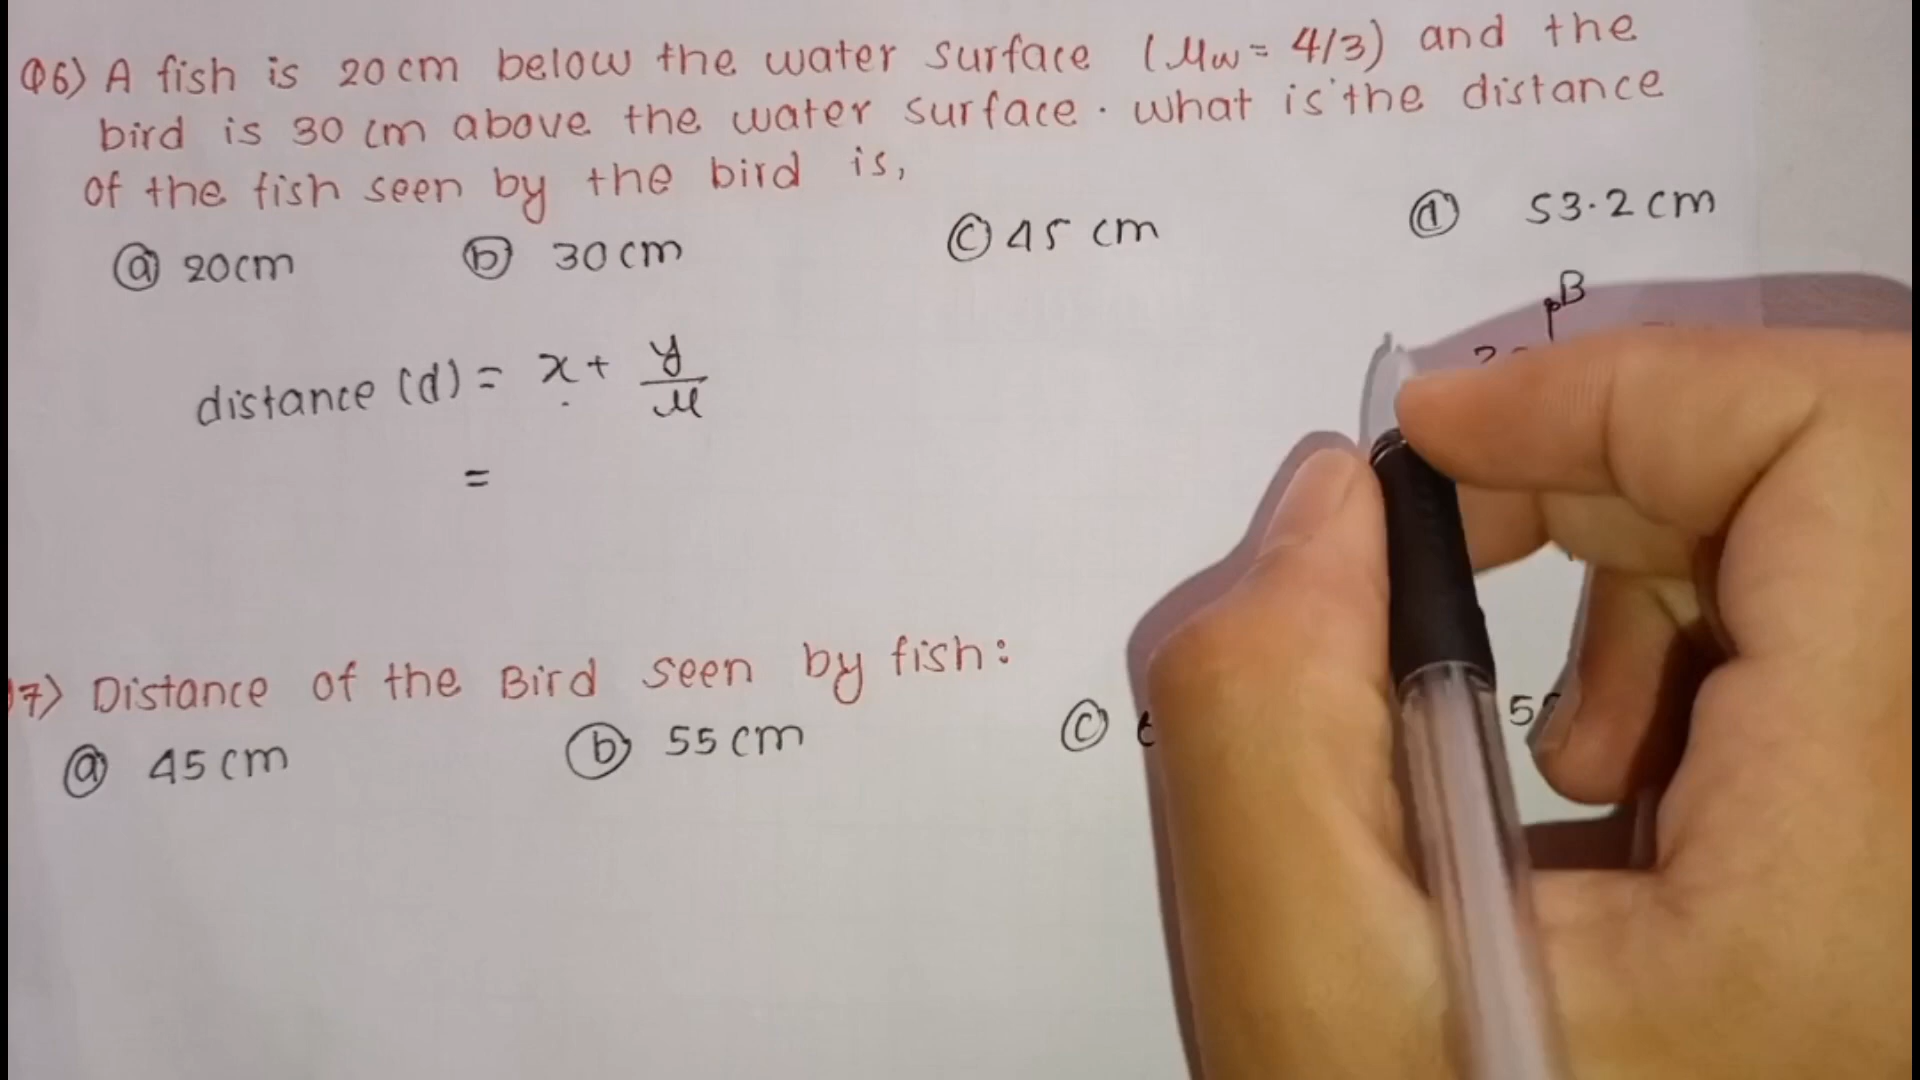 Q6) A fish is 20 cm below the water surface (μw = 4/3) and the
bird is 30 cm above the water surface. what is the distance
of the fish seen by the bird is,
ⓐ 20cm ⓑ 30 cm ⓒ 45 cm ⓓ 53.2 cm
B
distance (d) = x + y/μ
=
7) Distance of the Bird seen by fish:
ⓐ 45 cm ⓑ 55 cm ⓒ